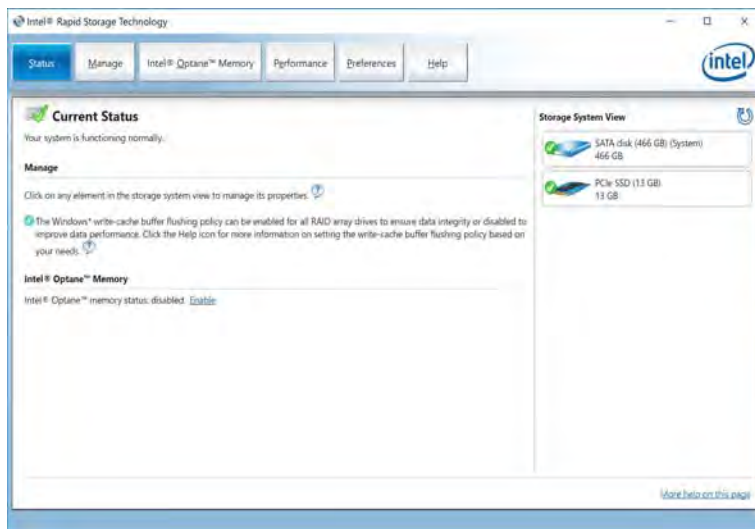 Intel® Rapid Storage Technology
Status
Manage
Intel® Optane™ Memory
Performance
Preferences
Help
intel
Current Status
Your system is functioning normally.
Manage
Click on any element in the storage system view to manage its properties.
The Windows* write-cache buffer flushing policy can be enabled for all RAID array drives to ensure data integrity or disabled to
improve data performance. Click the Help icon for more information on setting the write-cache buffer flushing policy based on
your needs.
Intel® Optane™ Memory
Intel® Optane™ memory status: disabled. Enable
Storage System View
SATA disk (466 GB) (System)
466 GB
PCIe SSD (13 GB)
13 GB
More help on this page